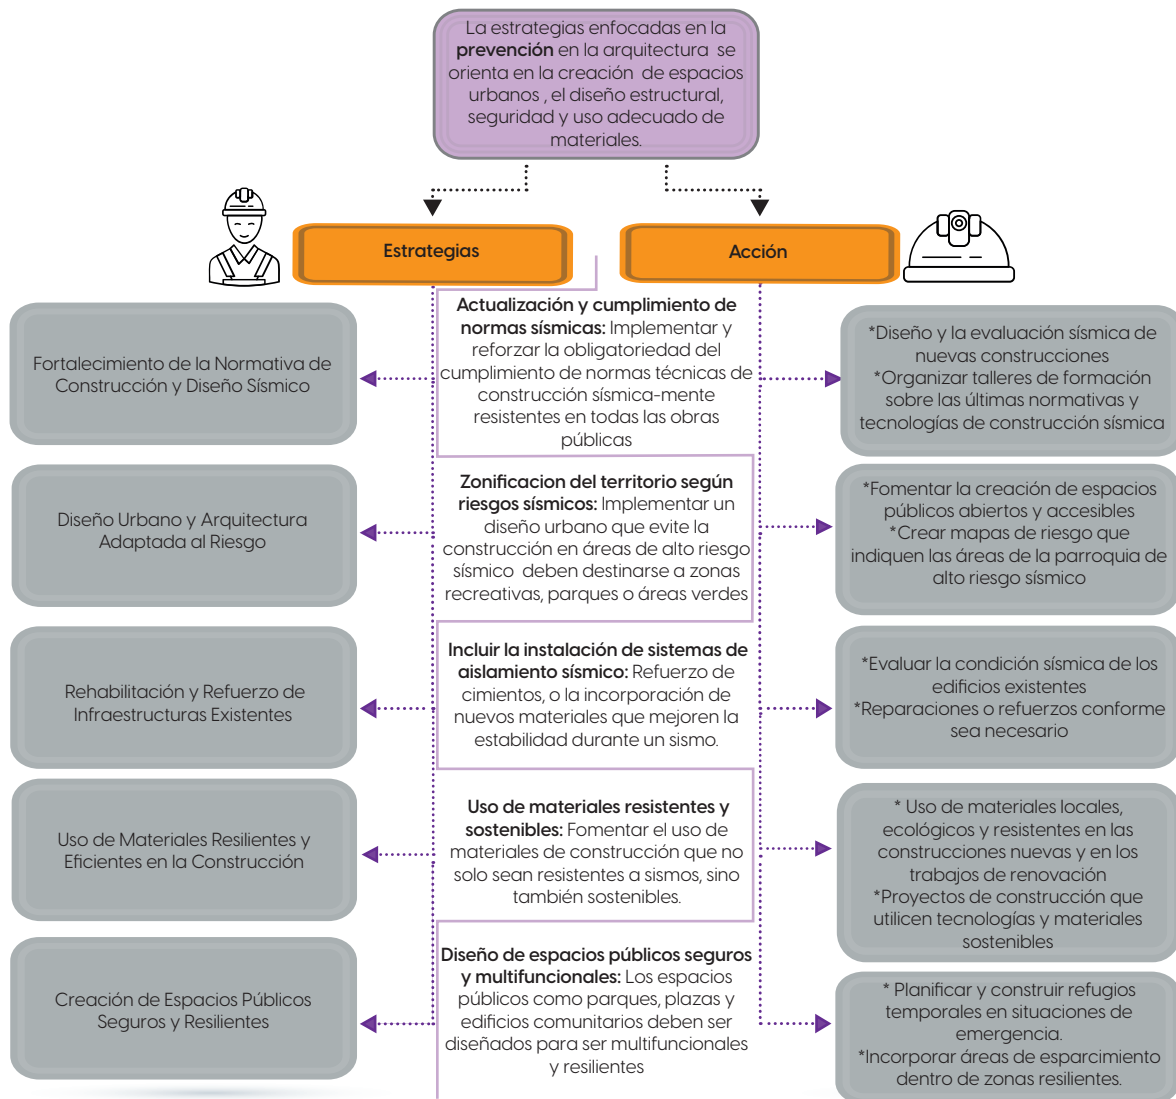 La estrategias enfocadas en la
prevención en la arquitectura se
orienta en la creación de espacios
urbanos , el diseño estructural,
seguridad y uso adecuado de
materiales.
Estrategias
Acción
Fortalecimiento de la Normativa de
Construcción y Diseño Sísmico
Actualización y cumplimiento de
normas sísmicas: Implementar y
reforzar la obligatoriedad del
cumplimiento de normas técnicas de
construcción sísmica-mente
resistentes en todas las obras
públicas
*Diseño y la evaluación sísmica de
nuevas construcciones
*Organizar talleres de formación
sobre las últimas normativas y
tecnologías de construcción sísmica
Diseño Urbano y Arquitectura
Adaptada al Riesgo
Zonificacion del territorio según
riesgos sísmicos: Implementar un
diseño urbano que evite la
construcción en áreas de alto riesgo
sísmico deben destinarse a zonas
recreativas, parques o áreas verdes
*Fomentar la creación de espacios
públicos abiertos y accesibles
*Crear mapas de riesgo que
indiquen las áreas de la parroquia de
alto riesgo sísmico
Rehabilitación y Refuerzo de
Infraestructuras Existentes
Incluir la instalación de sistemas de
aislamiento sísmico: Refuerzo de
cimientos, o la incorporación de
nuevos materiales que mejoren la
estabilidad durante un sismo.
*Evaluar la condición sísmica de los
edificios existentes
*Reparaciones o refuerzos conforme
sea necesario
Uso de Materiales Resilientes y
Eficientes en la Construcción
Uso de materiales resistentes y
sostenibles: Fomentar el uso de
materiales de construcción que no
solo sean resistentes a sismos, sino
también sostenibles.
* Uso de materiales locales,
ecológicos y resistentes en las
construcciones nuevas y en los
trabajos de renovación
*Proyectos de construcción que
utilicen tecnologías y materiales
sostenibles
Creación de Espacios Públicos
Seguros y Resilientes
Diseño de espacios públicos seguros
y multifuncionales: Los espacios
públicos como parques, plazas y
edificios comunitarios deben ser
diseñados para ser multifuncionales
y resilientes
* Planificar y construir refugios
temporales en situaciones de
emergencia.
*Incorporar áreas de esparcimiento
dentro de zonas resilientes.